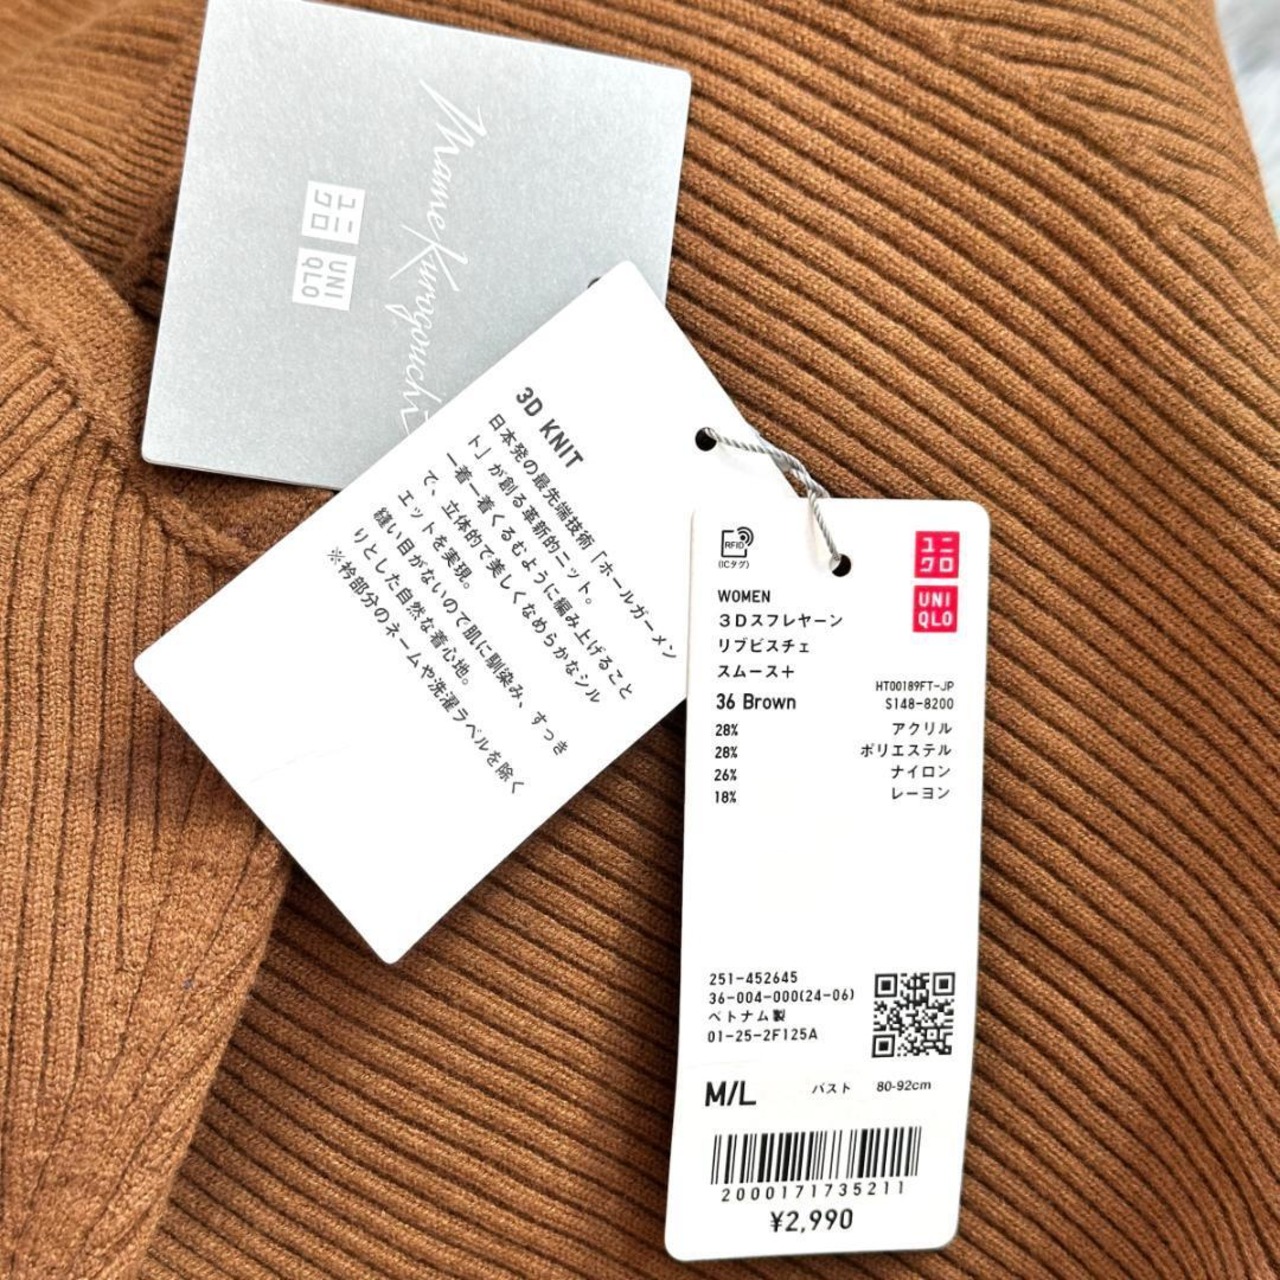 Mame Kurogouchi
ユニ
クロ
UNI
QLO
3D KNIT
日本発の最先端技術「ホールガーメン
ト」が創る革新的ニット。
一着一着くるむように編み上げること
で、立体的で美しくなめらかなシル
エットを実現。
縫い目がないので肌に馴染み、すっき
りとした自然な着心地。
※衿部分のネームや洗濯ラベルを除く
RFID
(ICタグ)
ユニ
クロ
UNI
QLO
WOMEN
3Dスフレヤーン
リブビスチェ
スムース+
36 Brown
HT00189FT-JP
S148-8200
28% アクリル
28% ポリエステル
26% ナイロン
18% レーヨン
251-452645
36-004-000(24-06)
ベトナム製
01-25-2F125A
M/L バスト 80-92cm
2000171735211
¥2,990